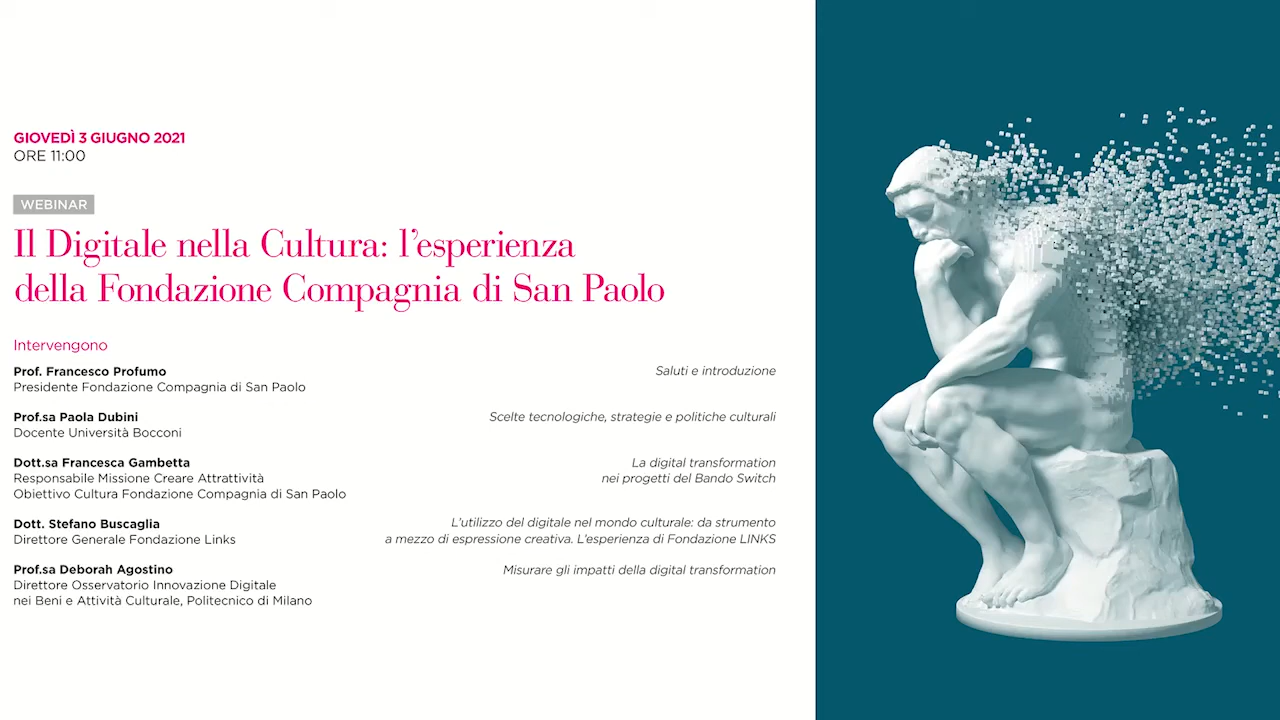 GIOVEDÌ 3 GIUGNO 2021
ORE 11:00
WEBINAR
Il Digitale nella Cultura: l'esperienza
della Fondazione Compagnia di San Paolo
Intervengono
Prof. Francesco Profumo
Saluti e introduzione
Presidente Fondazione Compagnia di San Paolo
Prof.sa Paola Dubini
Scelte tecnologiche, strategie e politiche culturali
Docente Università Bocconi
Dott.sa Francesca Gambetta
La digital transformation
Responsabile Missione Creare Attrattività
nei progetti del Bando Switch
Obiettivo Cultura Fondazione Compagnia di San Paolo
Dott. Stefano Buscaglia
L'utilizzo del digitale nel mondo culturale: da strumento
Direttore Generale Fondazione Links
a mezzo di espressione creativa. L'esperienza di Fondazione LINKS
Prof.sa Deborah Agostino
Misurare gli impatti della digital transformation
Direttore Osservatorio Innovazione Digitale
nei Beni e Attività Culturale, Politecnico di Milano